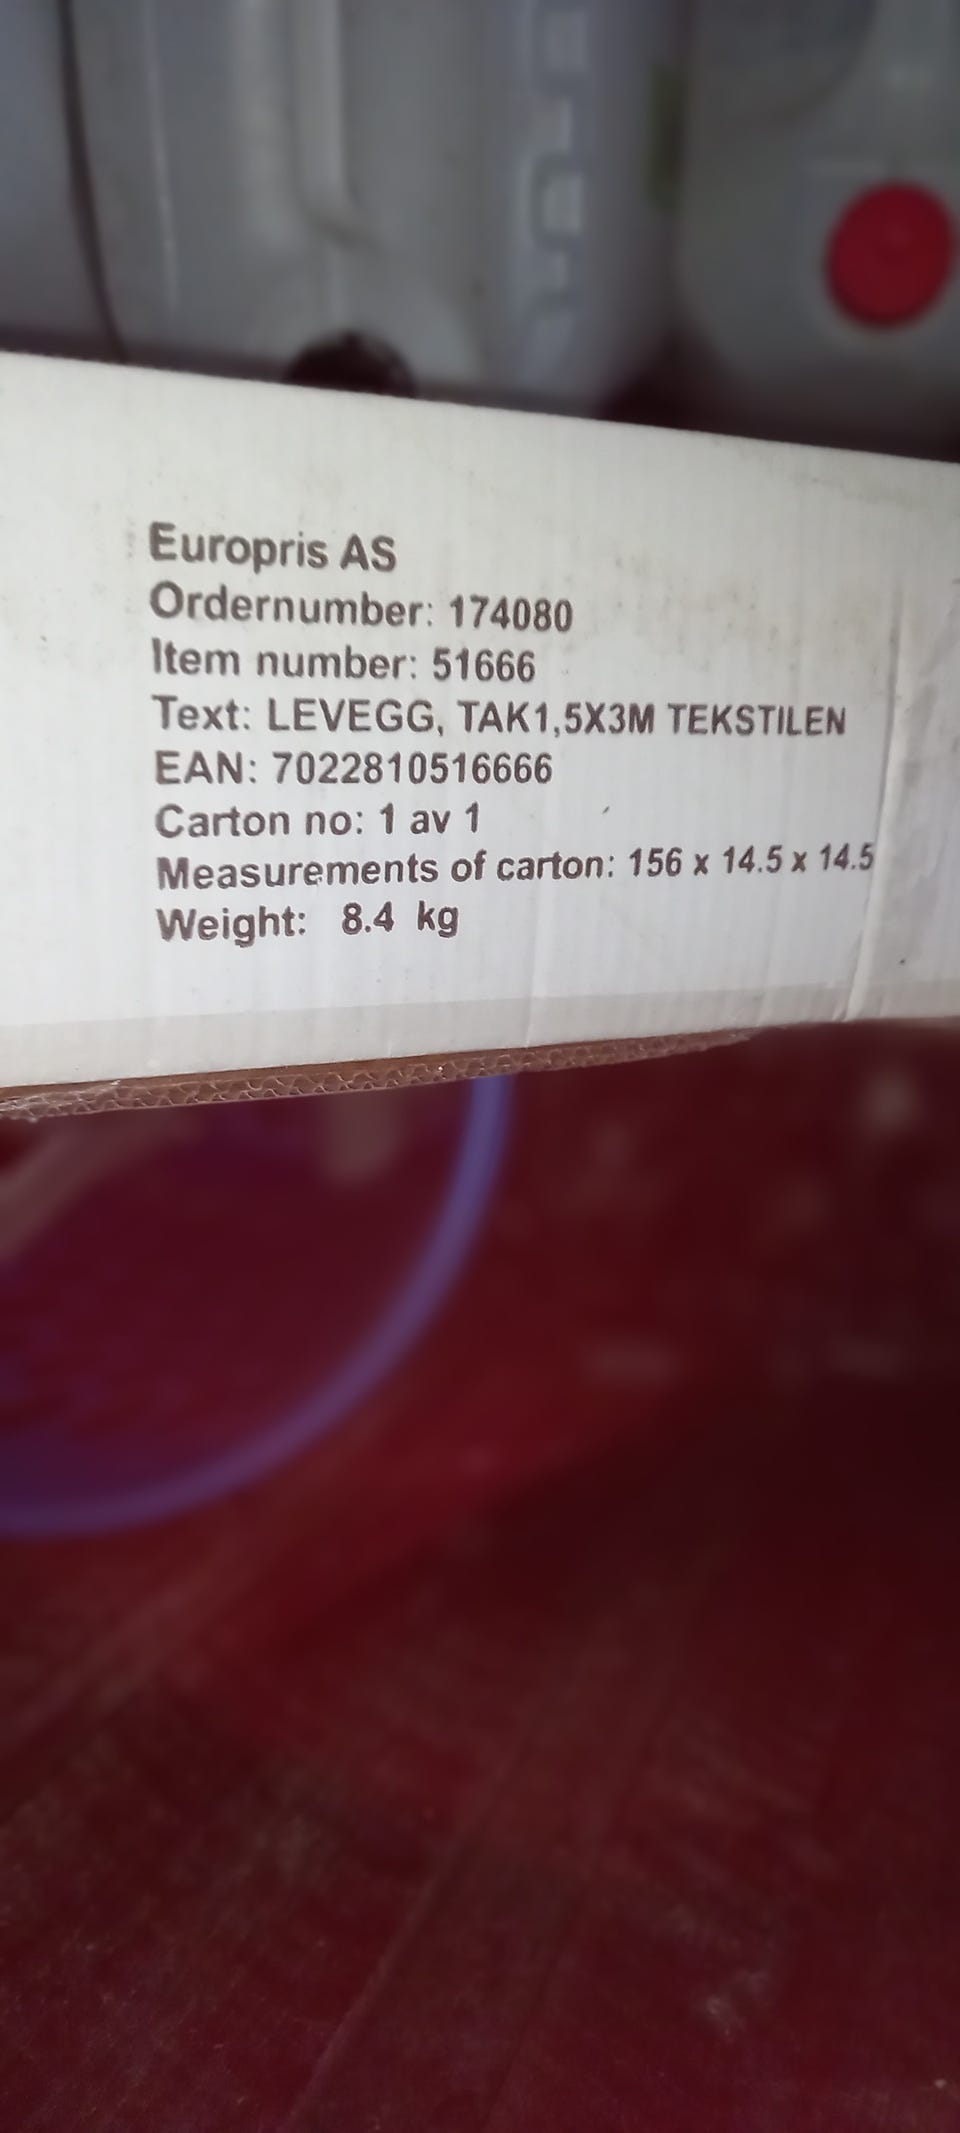 Europris AS
Ordernumber: 174080
Item number: 51666
Text: LEVEGG, TAK1,5X3M TEKSTILEN
EAN: 7022810516666
Carton no: 1 av 1
Measurements of carton: 156 x 14.5 x 14.5
Weight: 8.4 kg